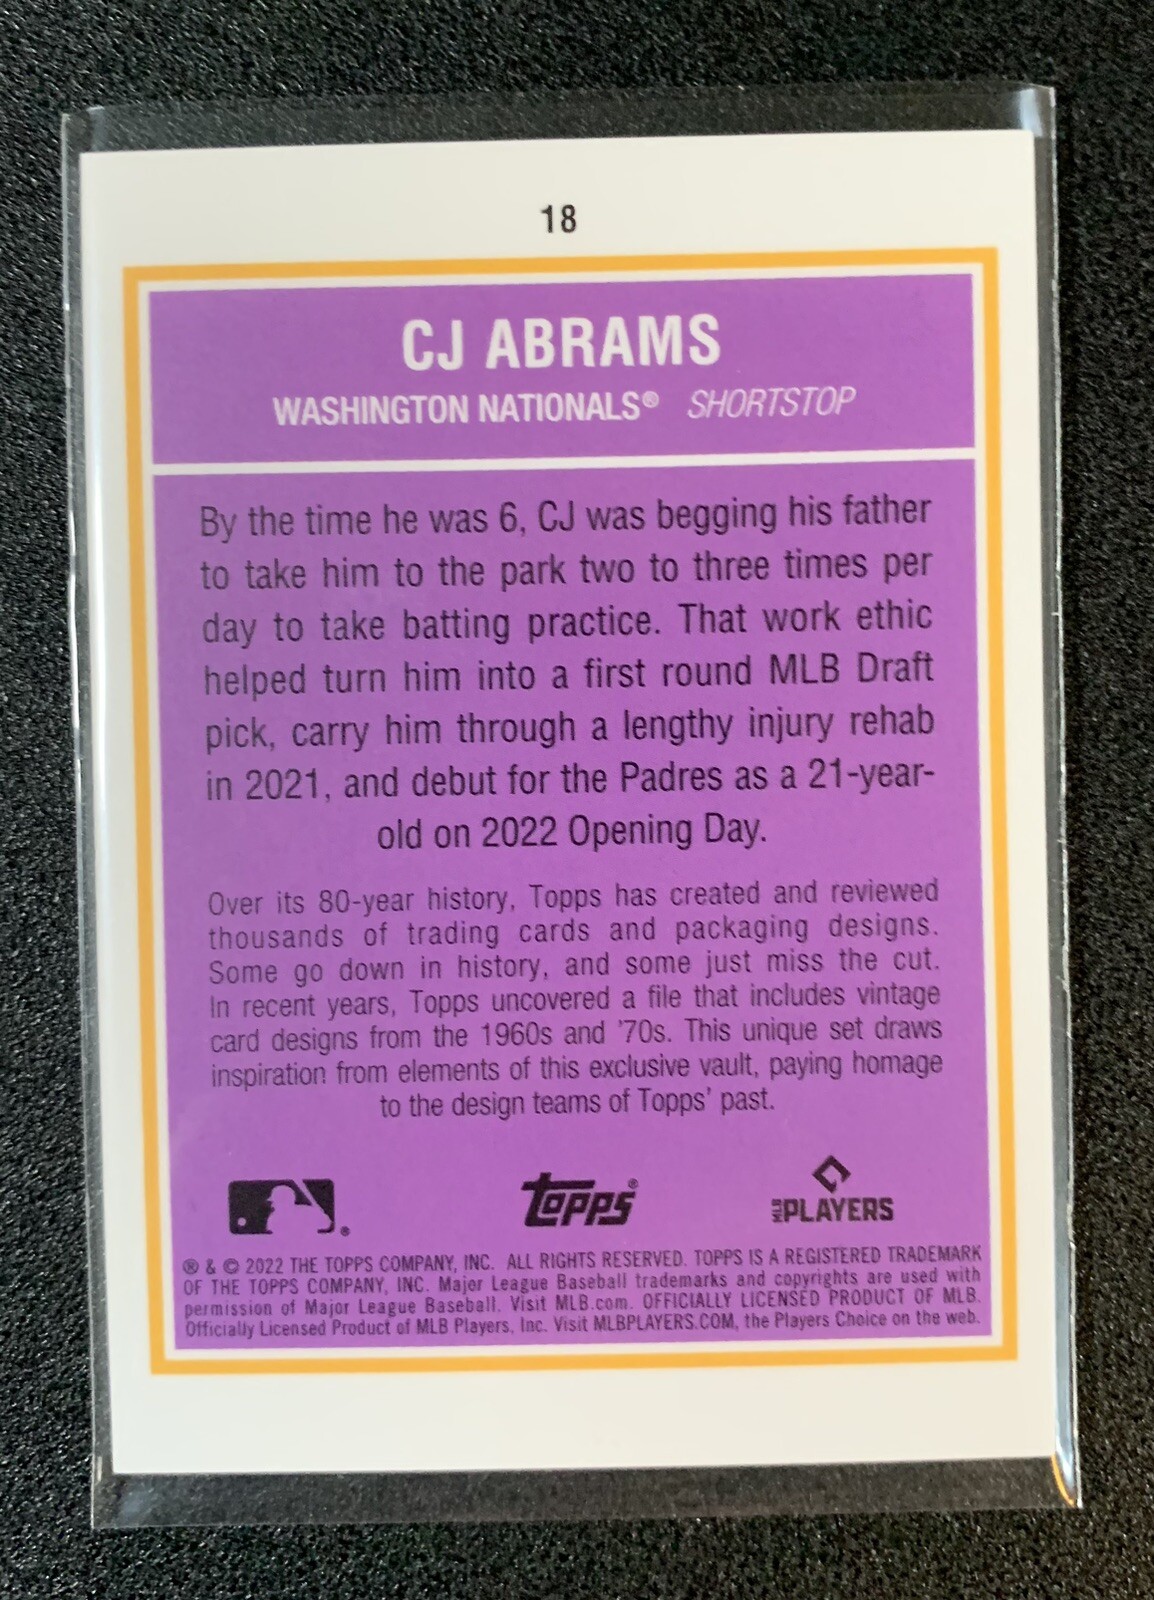 18
CJ ABRAMS
WASHINGTON NATIONALS® SHORTSTOP
By the time he was 6, CJ was begging his father
to take him to the park two to three times per
day to take batting practice. That work ethic
helped turn him into a first round MLB Draft
pick, carry him through a lengthy injury rehab
in 2021, and debut for the Padres as a 21-year-
old on 2022 Opening Day.
Over its 80-year history, Topps has created and reviewed
thousands of trading cards and packaging designs.
Some go down in history, and some just miss the cut.
In recent years, Topps uncovered a file that includes vintage
card designs from the 1960s and '70s. This unique set draws
inspiration from elements of this exclusive vault, paying homage
to the design teams of Topps' past.
® topps® MLB PLAYERS
® & © 2022 THE TOPPS COMPANY, INC. ALL RIGHTS RESERVED. TOPPS IS A REGISTERED TRADEMARK
OF THE TOPPS COMPANY, INC. Major League Baseball trademarks and copyrights are used with
permission of Major League Baseball. Visit MLB.com. OFFICIALLY LICENSED PRODUCT OF MLB.
Officially Licensed Product of MLB Players, Inc. Visit MLBPLAYERS.COM, the Players Choice on the web.